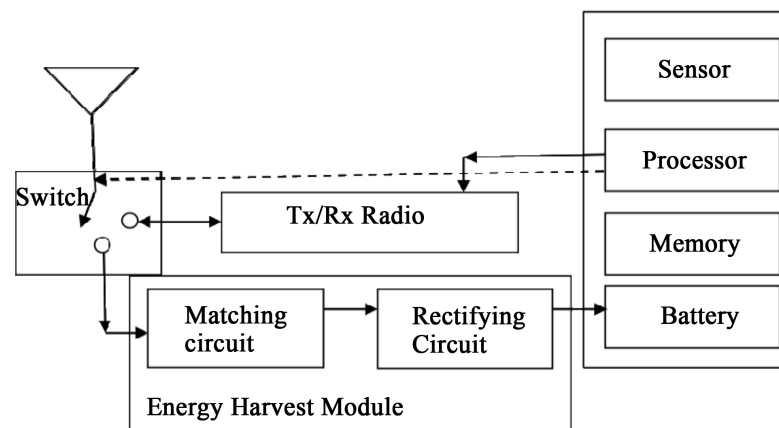 Sensor
Processor
Switch
Tx/Rx Radio
Memory
Matching
circuit
Rectifying
Circuit
Battery
Energy Harvest Module